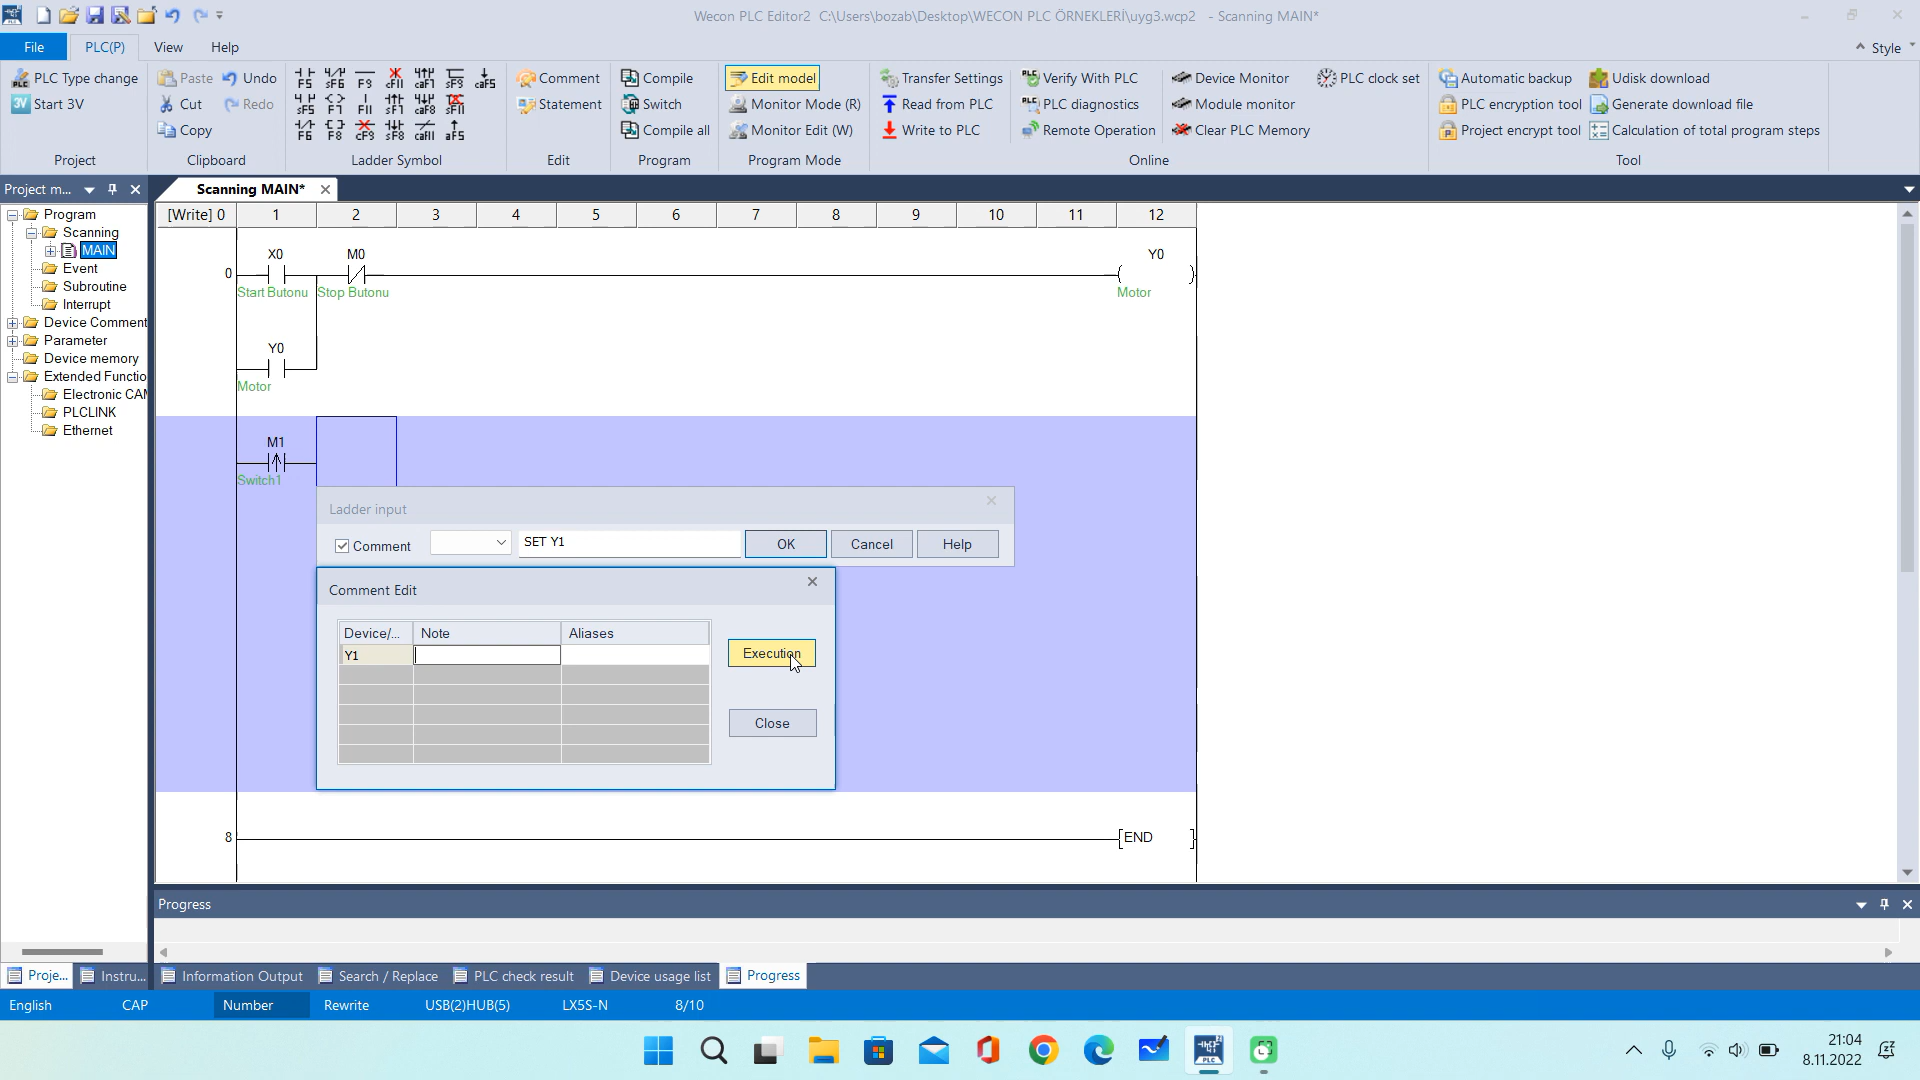 Wecon PLC Editor2 C:\Users\bozab\Desktop\WECON PLC ÖRNEKLERİ\uyg3.wcp2 - Scanning MAIN*
File PLC(P) View Help Style
PLC Type change Paste Undo F5 sF5 F9 cF11 caF1 sF9 caF5 Comment Compile Edit model Transfer Settings Verify With PLC Device Monitor PLC clock set Automatic backup Udisk download
Start 3V Cut Redo Statement Switch Monitor Mode (R) Read from PLC PLC diagnostics Module monitor PLC encryption tool Generate download file
Copy Compile all Monitor Edit (W) Write to PLC Remote Operation Clear PLC Memory Project encrypt tool Calculation of total program steps
Project Clipboard Ladder Symbol Edit Program Program Mode Online Tool
Project m... Scanning MAIN*
[Write] 0 1 2 3 4 5 6 7 8 9 10 11 12
Program
Scanning
MAIN
Event
Subroutine
Interrupt
Device Comment
Parameter
Device memory
Extended Functio
Electronic CAM
PLCLINK
Ethernet
X0 M0 Y0
0
Start Butonu Stop Butonu Motor
Y0
Motor
M1
Switch1
Ladder input
Comment SET Y1 OK Cancel Help
Comment Edit
Device/... Note Aliases
Y1
Execution
Close
8 [END ]
Progress
Proje... Instru... Information Output Search / Replace PLC check result Device usage list Progress
English CAP Number Rewrite USB(2)HUB(5) LX5S-N 8/10
21:04
8.11.2022